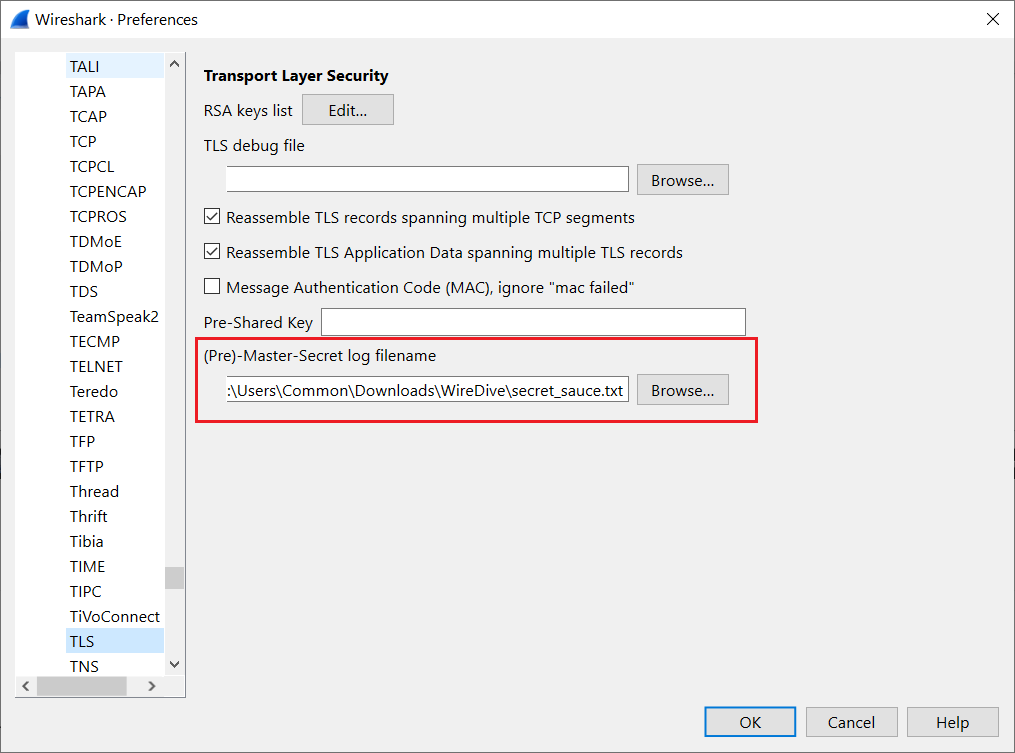 Wireshark · Preferences
TALI
TAPA
TCAP
TCP
TCPCL
TCPENCAP
TCPROS
TDMoE
TDMoP
TDS
TeamSpeak2
TECMP
TELNET
Teredo
TETRA
TFP
TFTP
Thread
Thrift
Tibia
TIME
TIPC
TiVoConnect
TLS
TNS
Transport Layer Security
RSA keys list Edit...
TLS debug file
Browse...
Reassemble TLS records spanning multiple TCP segments
Reassemble TLS Application Data spanning multiple TLS records
Message Authentication Code (MAC), ignore "mac failed"
Pre-Shared Key
(Pre)-Master-Secret log filename
:\Users\Common\Downloads\WireDive\secret_sauce.txt Browse...
OK Cancel Help